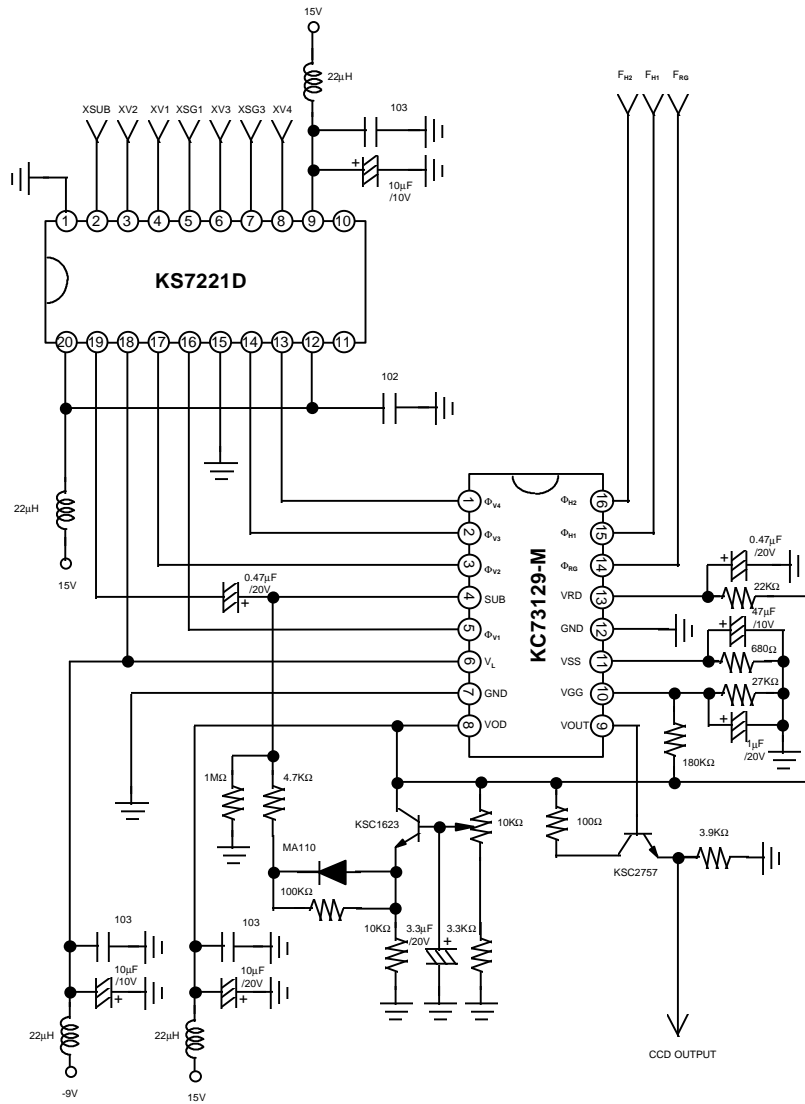 15V
22μH
XSUB XV2 XV1 XSG1 XV3 XSG3 XV4
103
+
10μF
/10V
1 2 3 4 5 6 7 8 9 10
KS7221D
20 19 18 17 16 15 14 13 12 11
102
22μH
15V
FH2 FH1 FRG
KC73129-M
1 ΦV4 ΦH2 16
2 ΦV3 ΦH1 15
3 ΦV2 ΦRG 14
4 SUB VRD 13
5 ΦV1 GND 12
6 VL VSS 11
7 GND VGG 10
8 VOD VOUT 9
0.47μF
/20V
+
+
0.47μF
/20V
22KΩ
+
47μF
/10V
680Ω
27KΩ
+
1μF
/20V
180KΩ
1MΩ
4.7KΩ
KSC1623
10KΩ
100Ω
3.9KΩ
KSC2757
MA110
100KΩ
10KΩ
3.3μF
/20V
+
3.3KΩ
103
10μF
/10V
+
22μH
-9V
103
10μF
/20V
+
22μH
15V
CCD OUTPUT